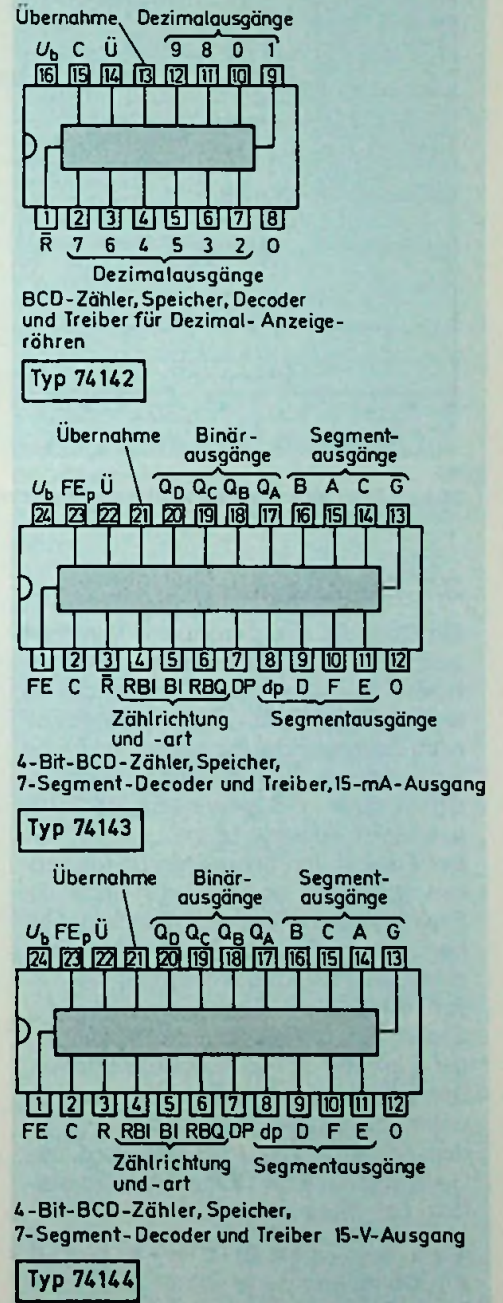 Übernahme Dezimalausgänge
U_b C Ü 9 8 0 1
16 15 14 13 12 11 10 9
1 2 3 4 5 6 7 8
R̅ 7 6 4 5 3 2 0
Dezimalausgänge
BCD-Zähler, Speicher, Decoder
und Treiber für Dezimal-Anzeige-
röhren
Typ 74142
Übernahme Binär- Segment-
ausgänge ausgänge
U_b FE_p Ü Q_D Q_C Q_B Q_A B A C G
24 23 22 21 20 19 18 17 16 15 14 13
1 2 3 4 5 6 7 8 9 10 11 12
FE C R̅ RBI BI RBQ DP dp D F E 0
Zählrichtung Segmentausgänge
und -art
4-Bit-BCD-Zähler, Speicher,
7-Segment-Decoder und Treiber, 15-mA-Ausgang
Typ 74143
Übernahme Binär- Segment-
ausgänge ausgänge
U_b FE_p Ü Q_D Q_C Q_B Q_A B C A G
24 23 22 21 20 19 18 17 16 15 14 13
1 2 3 4 5 6 7 8 9 10 11 12
FE C R RBI BI RBQ DP dp D F E 0
Zählrichtung Segmentausgänge
und -art
4-Bit-BCD-Zähler, Speicher,
7-Segment-Decoder und Treiber 15-V-Ausgang
Typ 74144